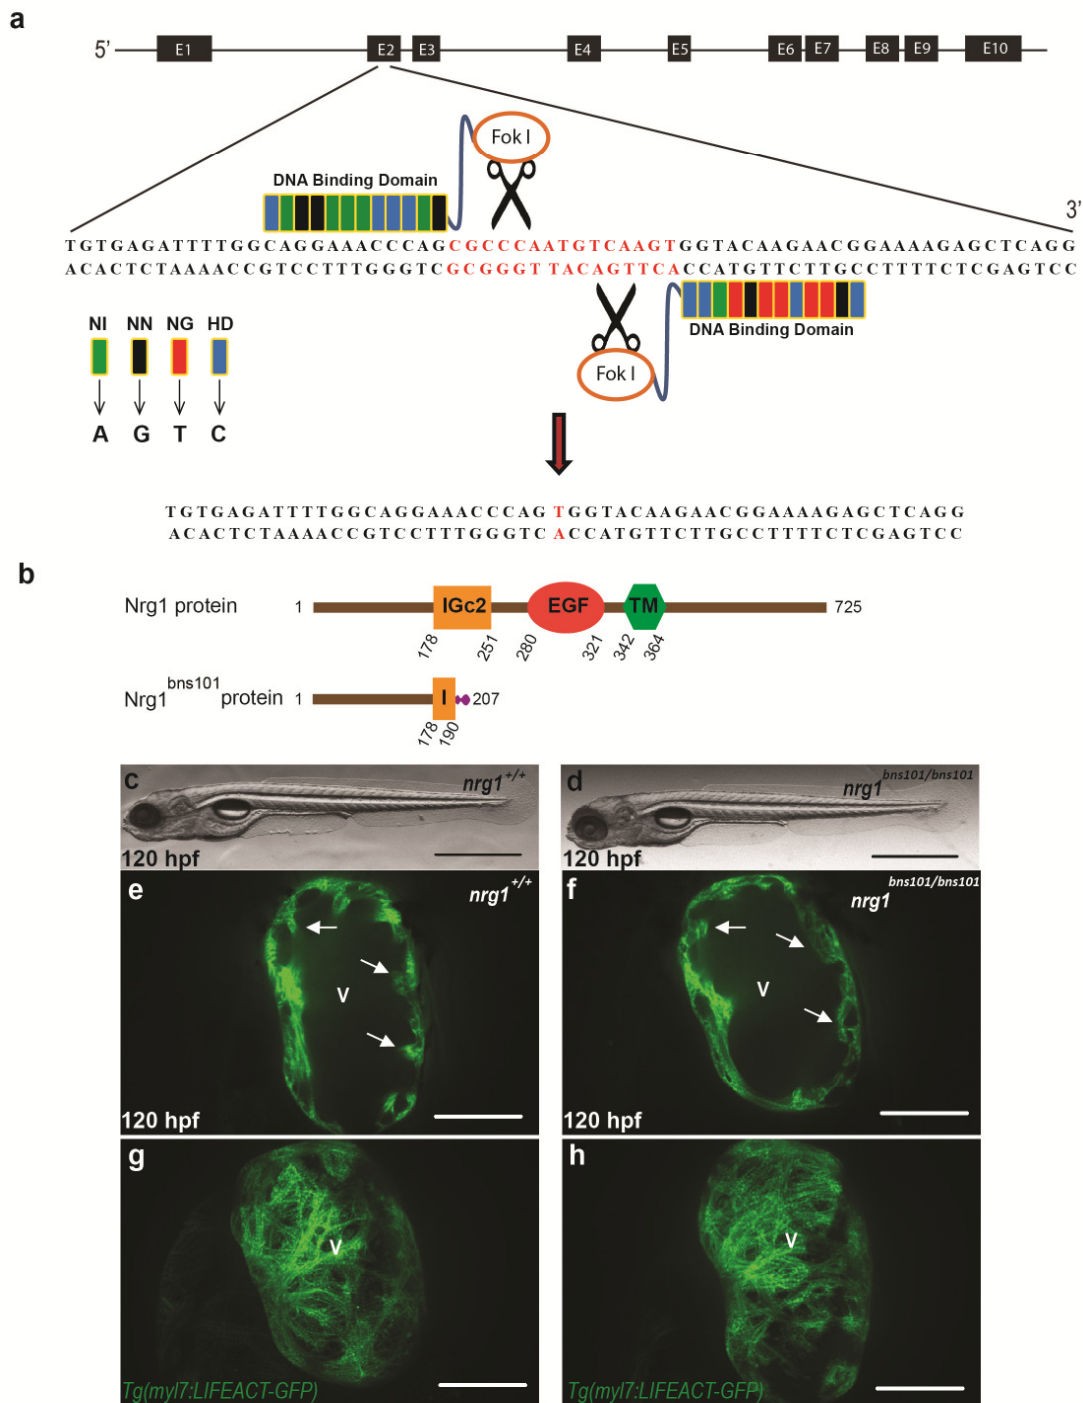 a
5' E1 E2 E3 E4 E5 E6 E7 E8 E9 E10
Fok I
DNA Binding Domain
3'
TGTGAGATTTTGGCAGGAAACCCAGCGCCCAATGTCAAGTGGTACAAGAACGGAAAAGAGCTCAGG
ACACTCTAAAACCGTCCTTTGGGTCGCGGGTTACAGTTCACCATGTTCTTGCCTTTTCTCGAGTCC
NI NN NG HD
DNA Binding Domain
Fok I
A G T C
TGTGAGATTTTGGCAGGAAACCCAGTGGTACAAGAACGGAAAAGAGCTCAGG
ACACTCTAAAACCGTCCTTTGGGTCACCATGTTCTTGCCTTTTCTCGAGTCC
b
Nrg1 protein 1 IGc2 EGF TM 725
178 251 280 321 342 364
Nrg1bns101 protein 1 I 207
178 190
c nrg1+/+
120 hpf
d nrg1bns101/bns101
120 hpf
e nrg1+/+
V
120 hpf
f nrg1bns101/bns101
V
120 hpf
g
V
Tg(myl7:LIFEACT-GFP)
h
V
Tg(myl7:LIFEACT-GFP)